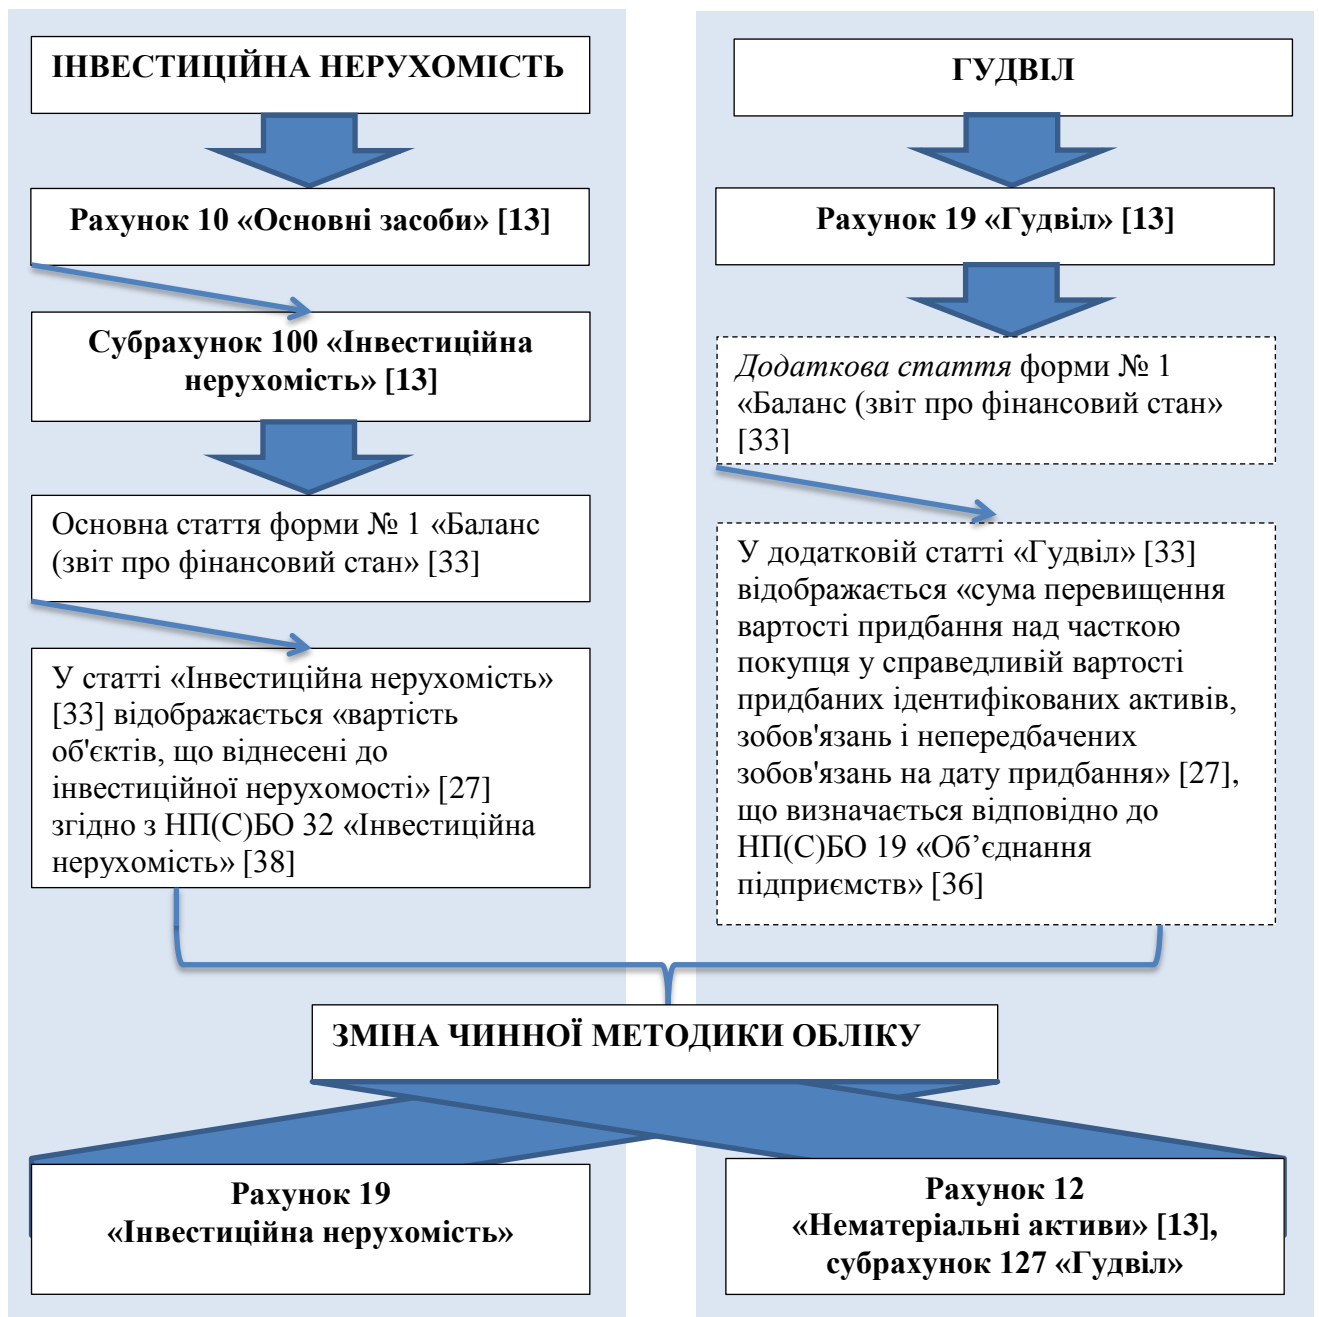 ІНВЕСТИЦІЙНА НЕРУХОМІСТЬ
Рахунок 10 «Основні засоби» [13]
Субрахунок 100 «Інвестиційна
нерухомість» [13]
Основна стаття форми № 1 «Баланс
(звіт про фінансовий стан» [33]
У статті «Інвестиційна нерухомість»
[33] відображається «вартість
об'єктів, що віднесені до
інвестиційної нерухомості» [27]
згідно з НП(С)БО 32 «Інвестиційна
нерухомість» [38]
ГУДВІЛ
Рахунок 19 «Гудвіл» [13]
Додаткова стаття форми № 1
«Баланс (звіт про фінансовий стан»
[33]
У додатковій статті «Гудвіл» [33]
відображається «сума перевищення
вартості придбання над часткою
покупця у справедливій вартості
придбаних ідентифікованих активів,
зобов'язань і непередбачених
зобов'язань на дату придбання» [27],
що визначається відповідно до
НП(С)БО 19 «Об’єднання
підприємств» [36]
ЗМІНА ЧИННОЇ МЕТОДИКИ ОБЛІКУ
Рахунок 19
«Інвестиційна нерухомість»
Рахунок 12
«Нематеріальні активи» [13],
субрахунок 127 «Гудвіл»